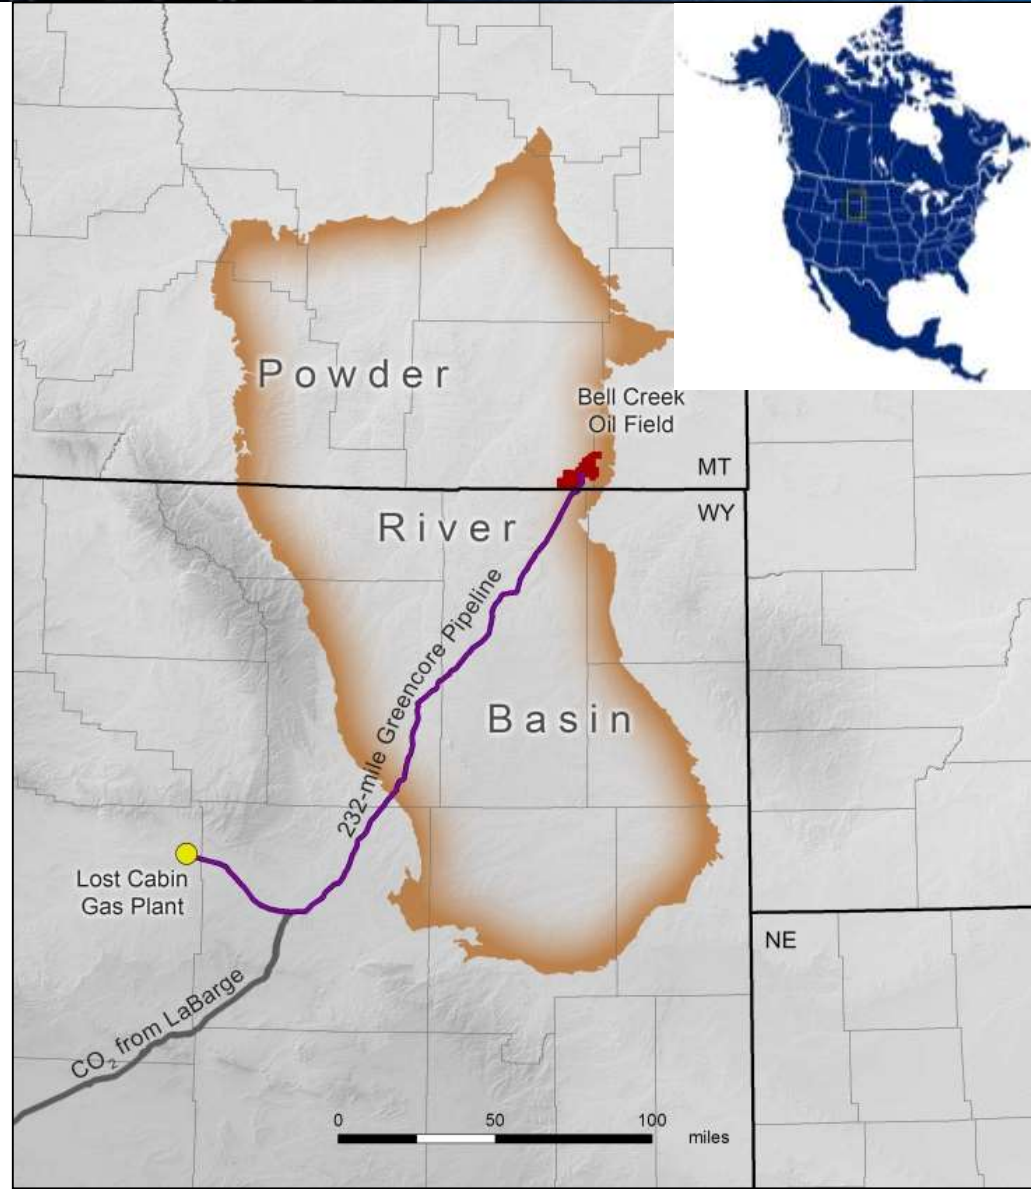 Powder
Bell Creek
Oil Field
MT
WY
River
232-mile Greencore Pipeline
Basin
Lost Cabin
Gas Plant
NE
CO₂ from LaBarge
0 50 100
miles